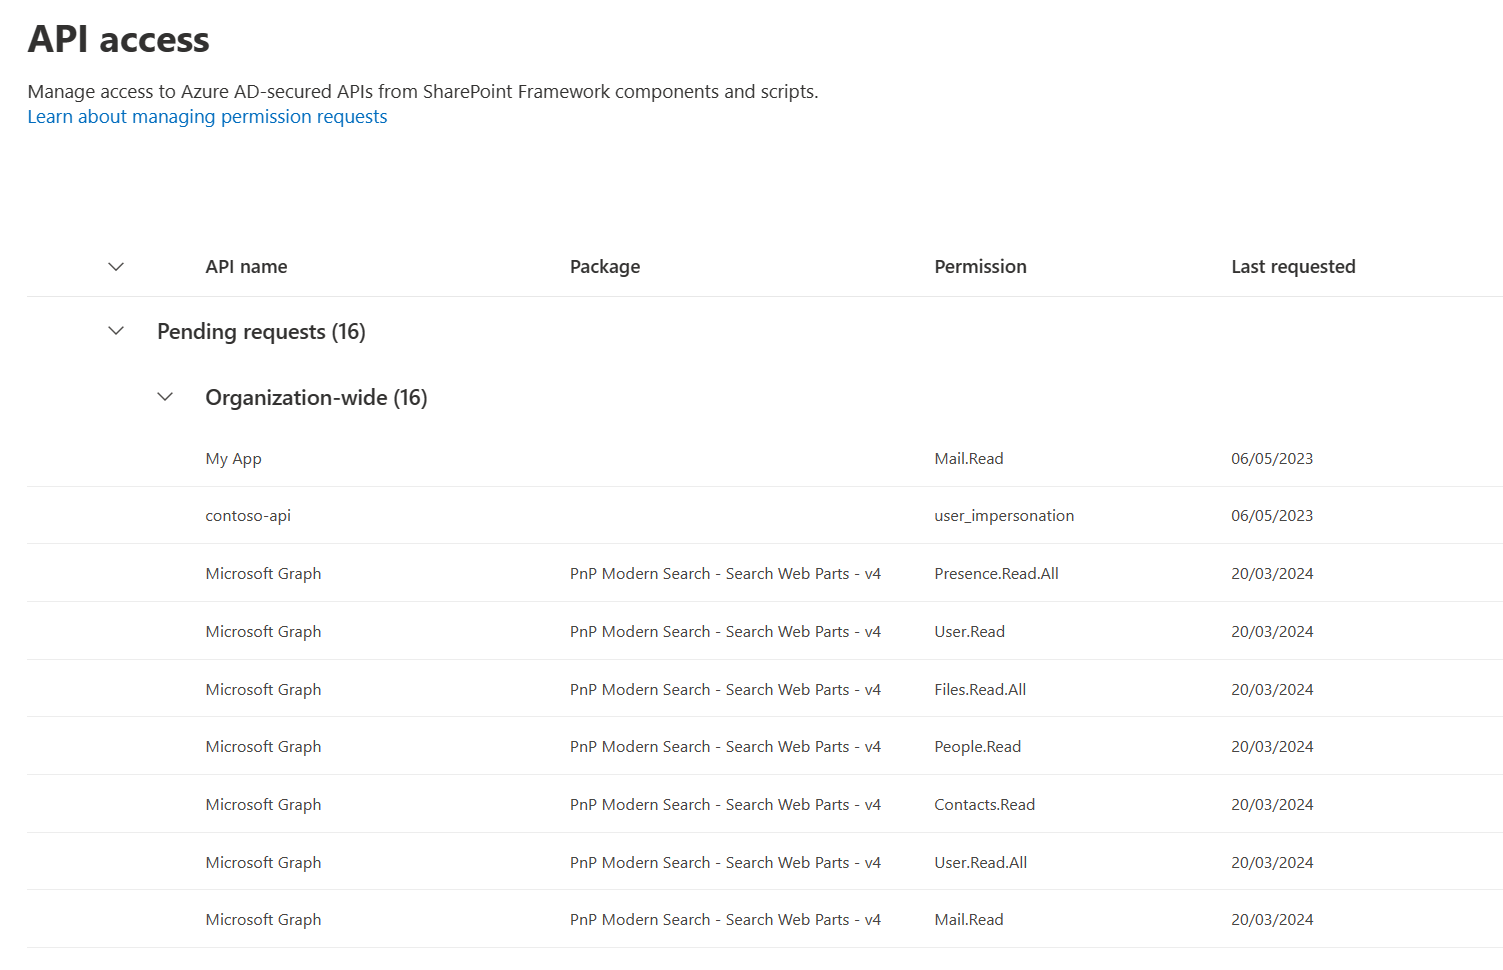 API access
Manage access to Azure AD-secured APIs from SharePoint Framework components and scripts.
Learn about managing permission requests
API name Package Permission Last requested
Pending requests (16)
Organization-wide (16)
My App Mail.Read 06/05/2023
contoso-api user_impersonation 06/05/2023
Microsoft Graph PnP Modern Search - Search Web Parts - v4 Presence.Read.All 20/03/2024
Microsoft Graph PnP Modern Search - Search Web Parts - v4 User.Read 20/03/2024
Microsoft Graph PnP Modern Search - Search Web Parts - v4 Files.Read.All 20/03/2024
Microsoft Graph PnP Modern Search - Search Web Parts - v4 People.Read 20/03/2024
Microsoft Graph PnP Modern Search - Search Web Parts - v4 Contacts.Read 20/03/2024
Microsoft Graph PnP Modern Search - Search Web Parts - v4 User.Read.All 20/03/2024
Microsoft Graph PnP Modern Search - Search Web Parts - v4 Mail.Read 20/03/2024